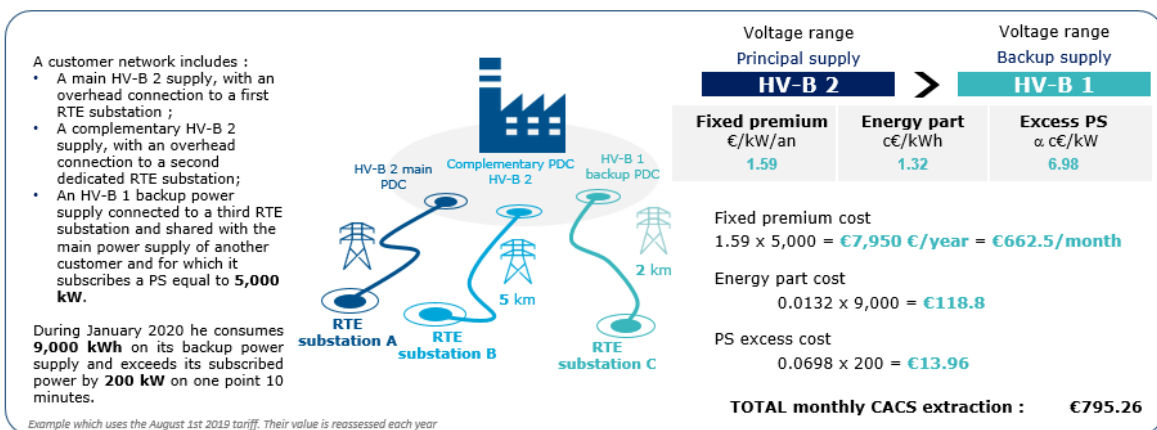 A customer network includes :
• A main HV-B 2 supply, with an
overhead connection to a first
RTE substation ;
• A complementary HV-B 2
supply, with an overhead
connection to a second
dedicated RTE substation;
• An HV-B 1 backup power
supply connected to a third RTE
substation and shared with the
main power supply of another
customer and for which it
subscribes a PS equal to 5,000
kW.
During January 2020 he consumes
9,000 kWh on its backup power
supply and exceeds its subscribed
power by 200 kW on one point 10
minutes.
Example which uses the August 1st 2019 tariff. Their value is reassessed each year
HV-B 2 main
PDC
Complementary PDC
HV-B 2
HV-B 1
backup PDC
5 km
2 km
RTE
substation A
RTE
substation B
RTE
substation C
Voltage range
Principal supply
HV-B 2
Voltage range
Backup supply
HV-B 1
Fixed premium
€/kW/an
1.59
Energy part
c€/kWh
1.32
Excess PS
α c€/kW
6.98
Fixed premium cost
1.59 x 5,000 = €7,950 €/year = €662.5/month
Energy part cost
0.0132 x 9,000 = €118.8
PS excess cost
0.0698 x 200 = €13.96
TOTAL monthly CACS extraction : €795.26